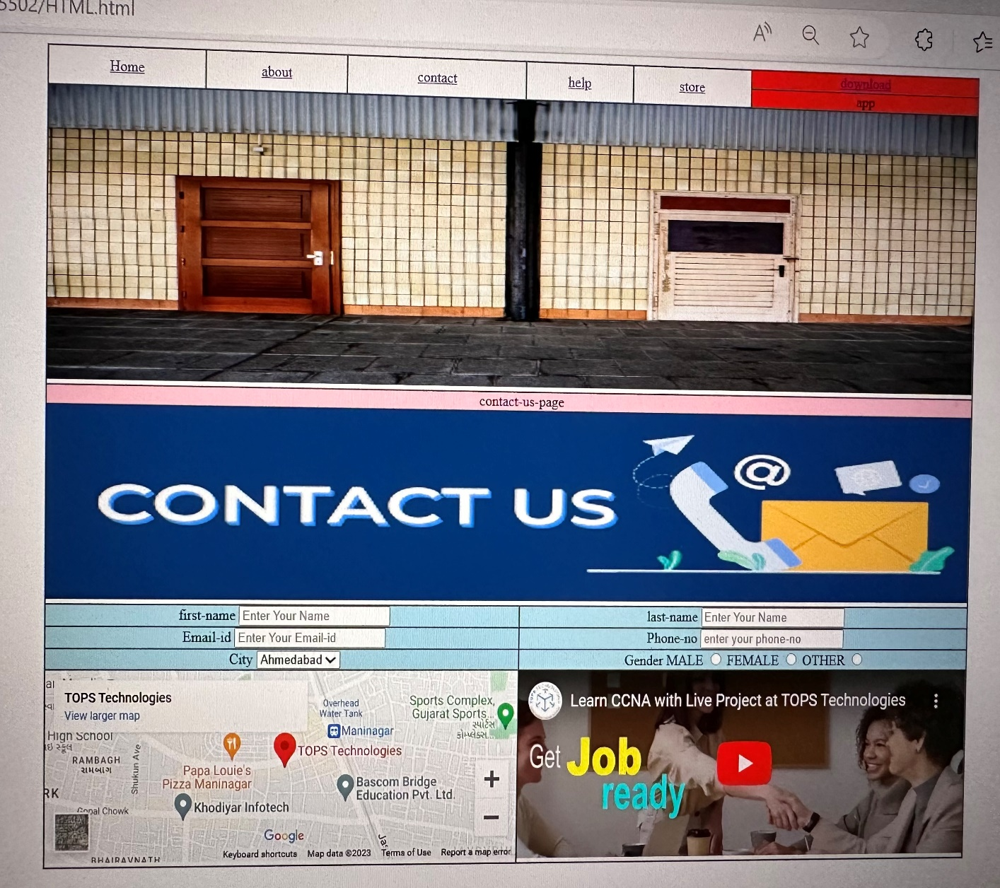 5502/HTML.html
Home about contact help store download
app
contact-us-page
CONTACT US
@
first-name Enter Your Name last-name Enter Your Name
Email-id Enter Your Email-id Phone-no enter your phone-no
City Ahmedabad Gender MALE FEMALE OTHER
TOPS Technologies
View larger map
Overhead
Water Tank
Maninagar
Sports Complex,
Gujarat Sports...
સ્પોર્ટસ
કોમ્પ્લેક્સ...
High School
RAMBAGH
રામબાગ
Shukun Ave
TOPS Technologies
Papa Louie's
Pizza Maninagar
Bascom Bridge
Education Pvt. Ltd.
RK
Gopal Chowk
Khodiyar Infotech
+
−
Google
BHAIRAVNATH
Keyboard shortcuts Map data ©2023 Terms of Use Report a map error
Learn CCNA with Live Project at TOPS Technologies
Get Job
ready